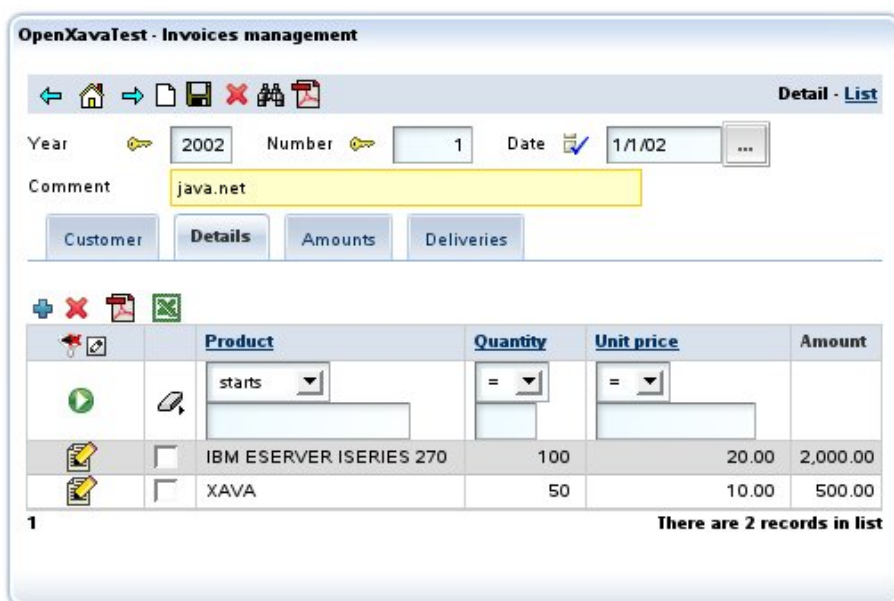 OpenXavaTest - Invoices management
Detail - List
Year 2002 Number 1 Date 1/1/02 ...
Comment java.net
Customer Details Amounts Deliveries
Product Quantity Unit price Amount
starts = =
IBM ESERVER ISERIES 270 100 20.00 2,000.00
XAVA 50 10.00 500.00
1 There are 2 records in list